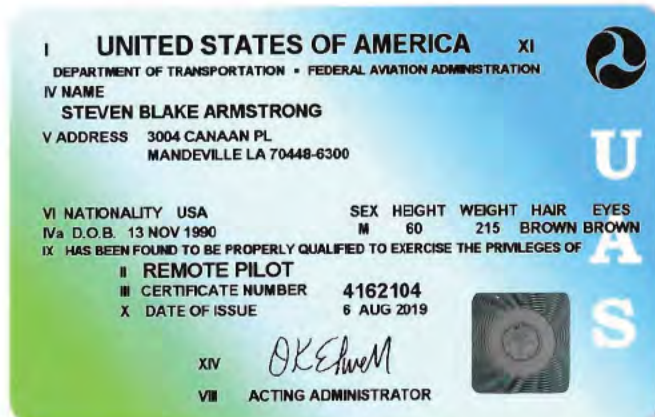 I UNITED STATES OF AMERICA XI
DEPARTMENT OF TRANSPORTATION • FEDERAL AVIATION ADMINISTRATION
IV NAME
STEVEN BLAKE ARMSTRONG
V ADDRESS 3004 CANAAN PL
MANDEVILLE LA 70448-6300
VI NATIONALITY USA SEX HEIGHT WEIGHT HAIR EYES
IVa D.O.B. 13 NOV 1990 M 60 215 BROWN BROWN
IX HAS BEEN FOUND TO BE PROPERLY QUALIFIED TO EXERCISE THE PRIVILEGES OF
II REMOTE PILOT
III CERTIFICATE NUMBER 4162104
X DATE OF ISSUE 6 AUG 2019
XIV
VIII ACTING ADMINISTRATOR
UAS